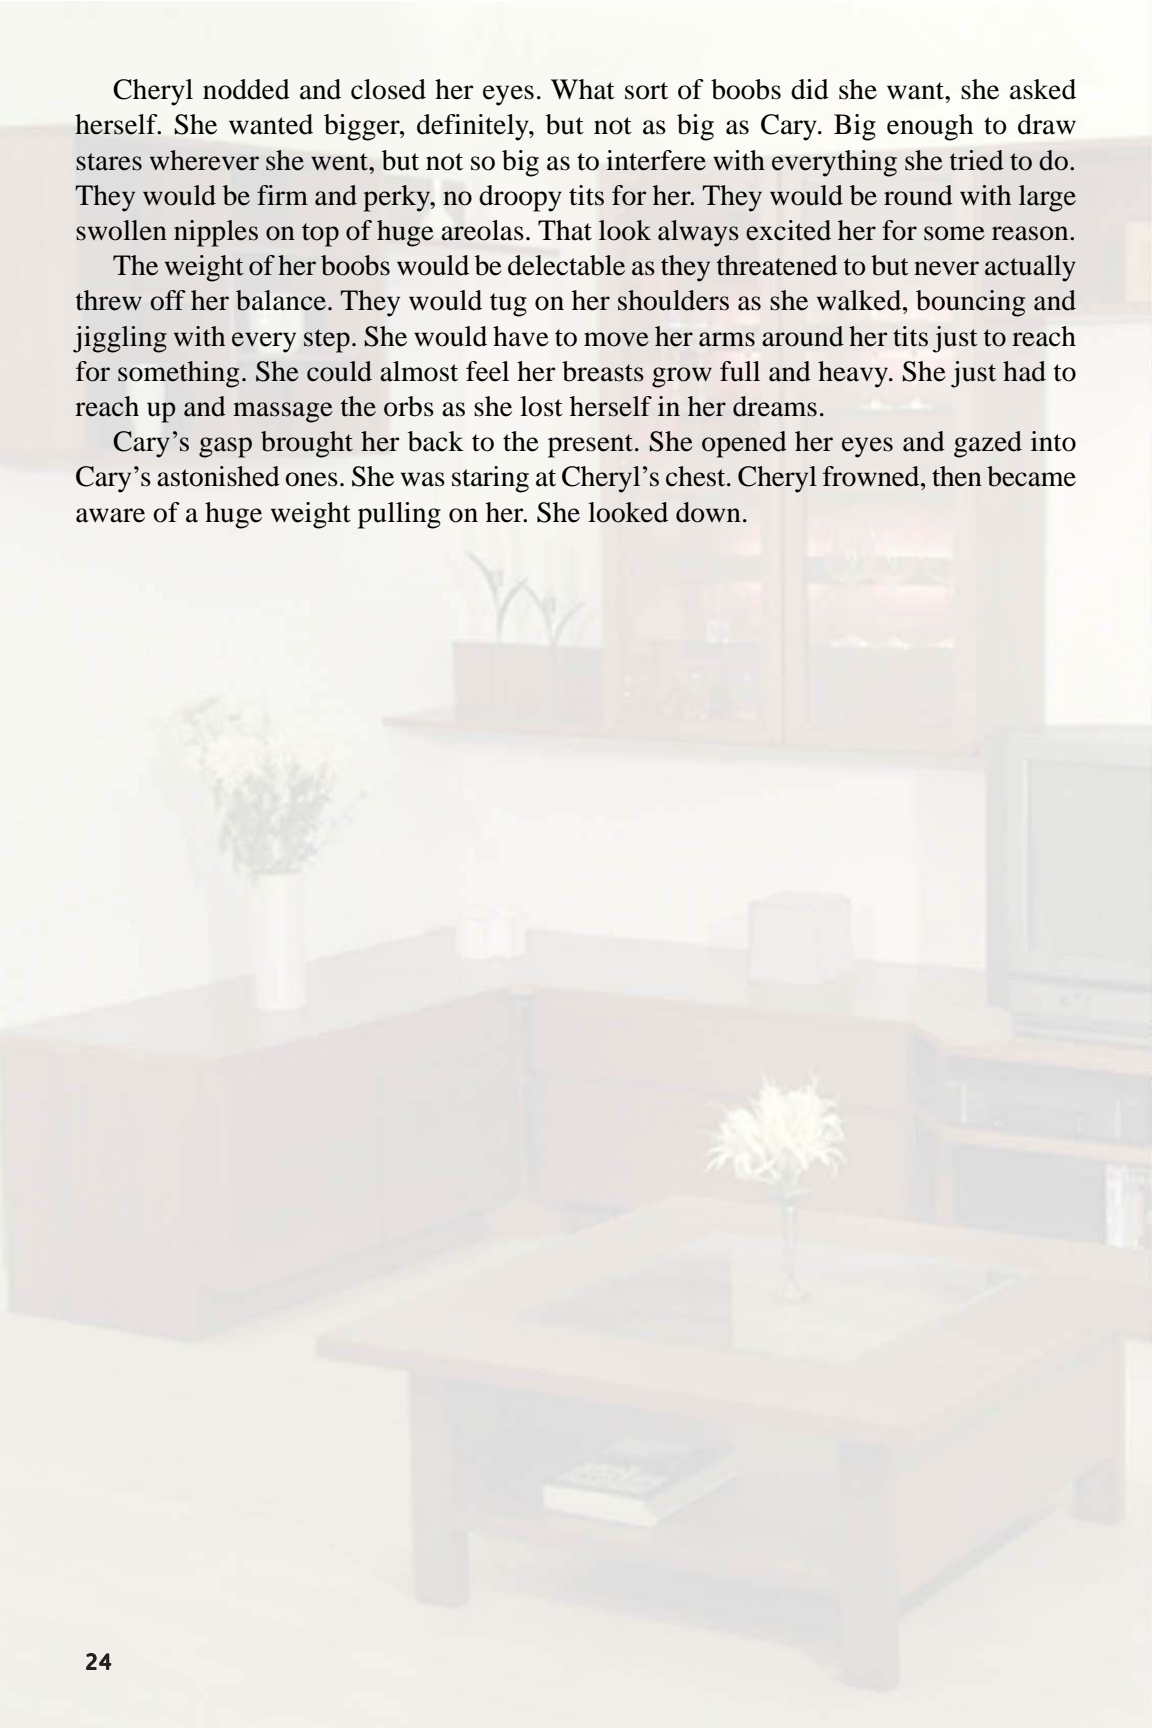 Cheryl nodded and closed her eyes. What sort of boobs did she want, she asked
herself. She wanted bigger, definitely, but not as big as Cary. Big enough to draw
stares wherever she went, but not so big as to interfere with everything she tried to do.
They would be firm and perky, no droopy tits for her. They would be round with large
swollen nipples on top of huge areolas. That look always excited her for some reason.
The weight of her boobs would be delectable as they threatened to but never actually
threw off her balance. They would tug on her shoulders as she walked, bouncing and
jiggling with every step. She would have to move her arms around her tits just to reach
for something. She could almost feel her breasts grow full and heavy. She just had to
reach up and massage the orbs as she lost herself in her dreams.
Cary’s gasp brought her back to the present. She opened her eyes and gazed into
Cary’s astonished ones. She was staring at Cheryl’s chest. Cheryl frowned, then became
aware of a huge weight pulling on her. She looked down.
24